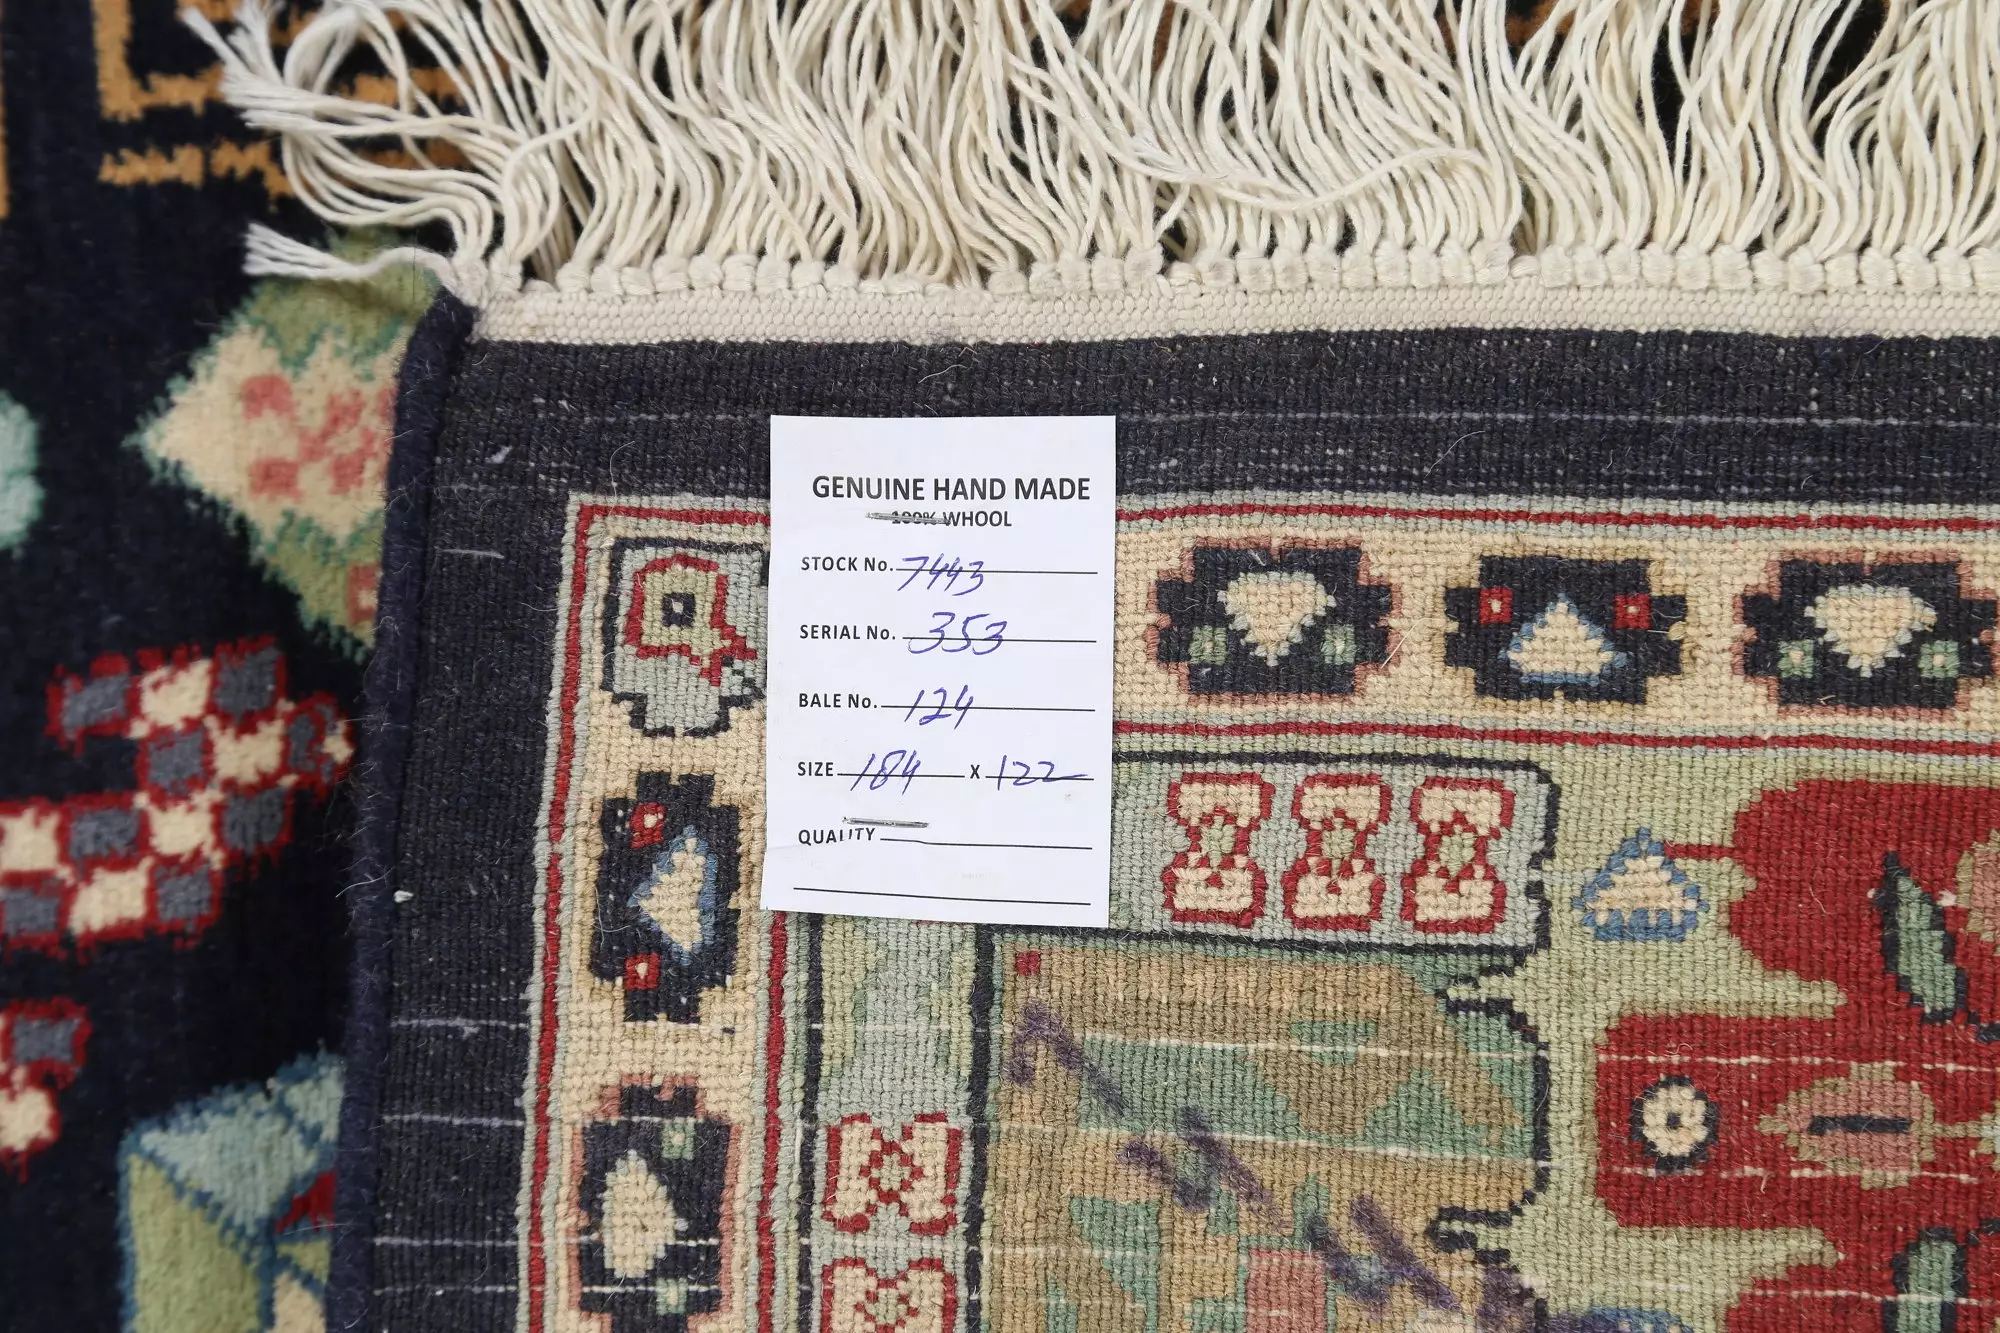 GENUINE HAND MADE
100% WHOOL
STOCK No. 7443
SERIAL No. 353
BALE No. 124
SIZE 184 X 122
QUALITY